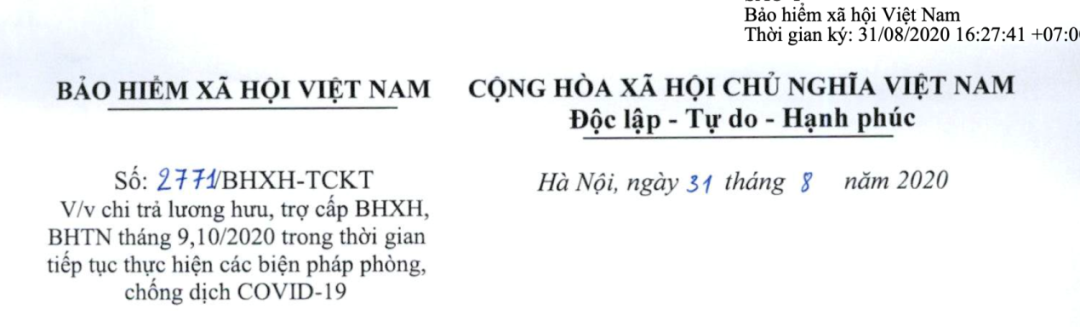 Bảo hiểm xã hội Việt Nam
Thời gian ký: 31/08/2020 16:27:41 +07:0
BẢO HIỂM XÃ HỘI VIỆT NAM
CỘNG HÒA XÃ HỘI CHỦ NGHĨA VIỆT NAM
Độc lập - Tự do - Hạnh phúc
Số: 2771/BHXH-TCKT
Hà Nội, ngày 31 tháng 8 năm 2020
V/v chi trả lương hưu, trợ cấp BHXH,
BHTN tháng 9,10/2020 trong thời gian
tiếp tục thực hiện các biện pháp phòng,
chống dịch COVID-19